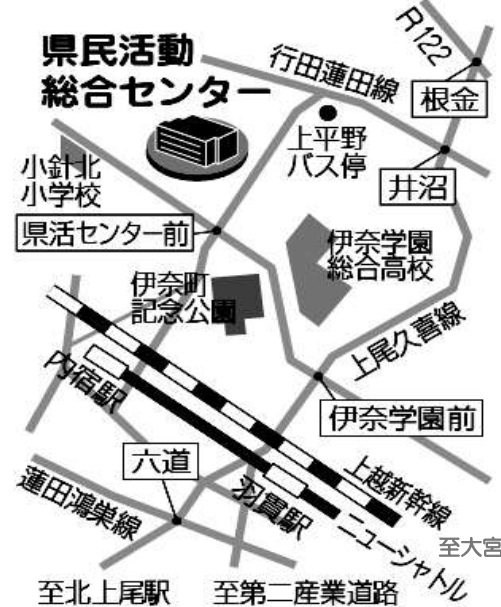 県民活動
総合センター
R122
行田蓮田線
根金
上平野
バス停
井沼
小針北
小学校
県活センター前
伊奈学園
総合高校
伊奈町
記念公園
上尾久喜線
内宿駅
伊奈学園前
六道
上越新幹線
羽貫駅
蓮田鴻巣線
ニューシャトル
至大宮
至北上尾駅
至第二産業道路